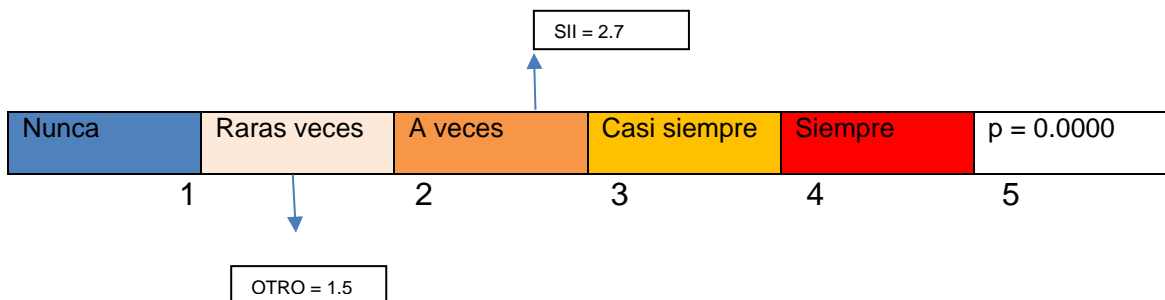 SII = 2.7
Nunca Raras veces A veces Casi siempre Siempre p = 0.0000
1 2 3 4 5
OTRO = 1.5